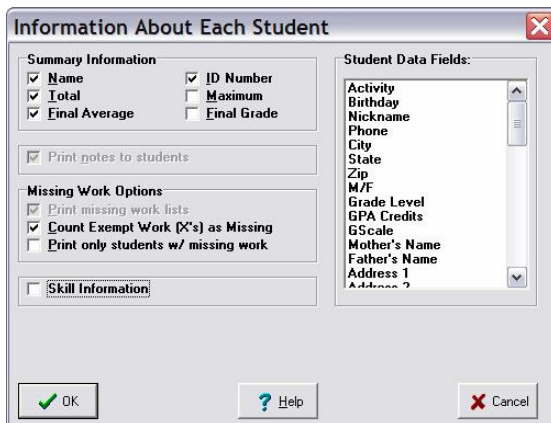 Information About Each Student
Summary Information
Name
ID Number
Total
Maximum
Final Average
Final Grade
Print notes to students
Missing Work Options
Print missing work lists
Count Exempt Work (X's) as Missing
Print only students w/ missing work
Skill Information
Student Data Fields:
Activity
Birthday
Nickname
Phone
City
State
Zip
M/F
Grade Level
GPA Credits
GScale
Mother's Name
Father's Name
Address 1
Address 2
OK
? Help
Cancel